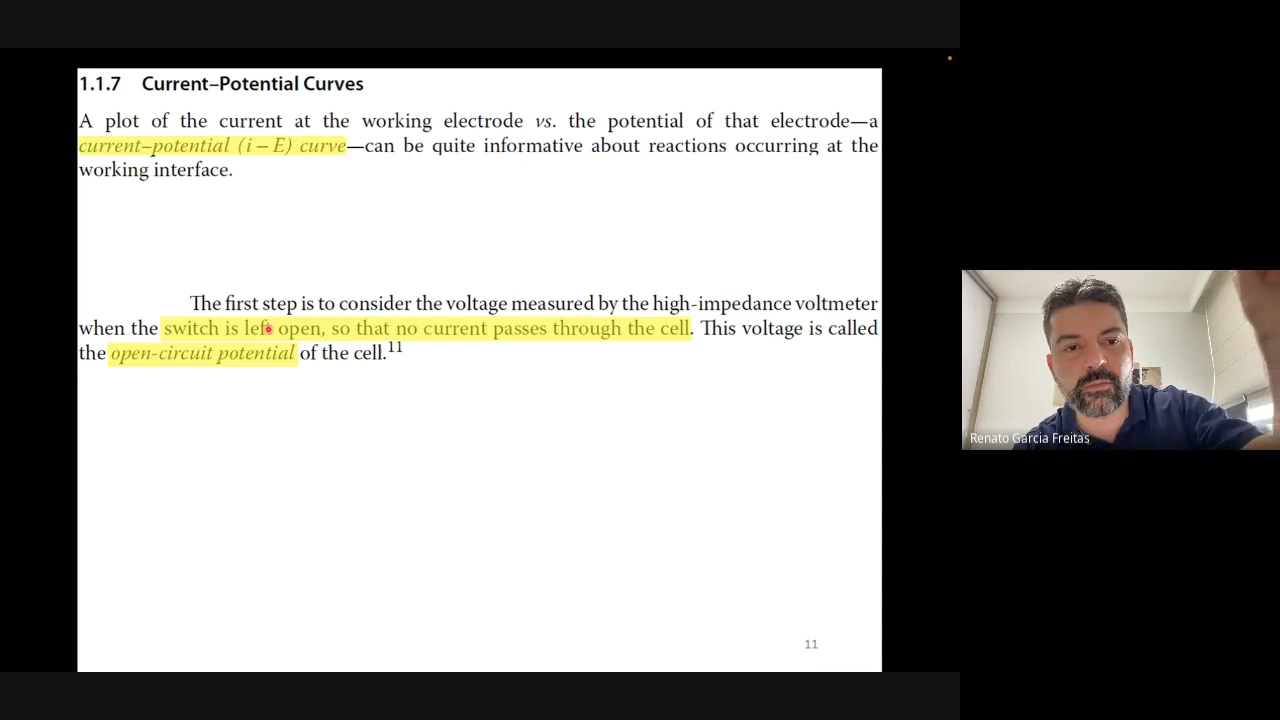 1.1.7 Current–Potential Curves
A plot of the current at the working electrode vs. the potential of that electrode—a
current–potential (i – E) curve—can be quite informative about reactions occurring at the
working interface.
The first step is to consider the voltage measured by the high-impedance voltmeter
when the switch is left open, so that no current passes through the cell. This voltage is called
the open-circuit potential of the cell.11
Renato Garcia Freitas
11